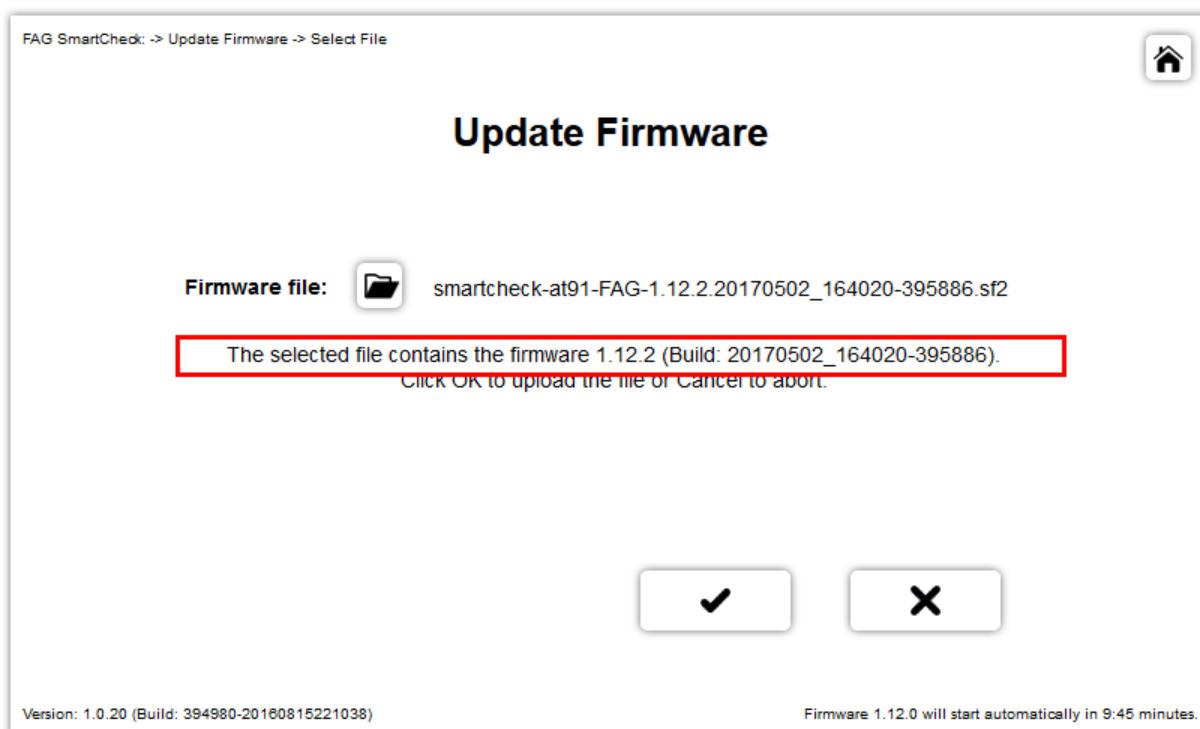 FAG SmartCheck: -> Update Firmware -> Select File
Update Firmware
Firmware file: smartcheck-at91-FAG-1.12.2.20170502_164020-395886.sf2
The selected file contains the firmware 1.12.2 (Build: 20170502_164020-395886).
Click OK to upload the file or Cancel to abort.
Version: 1.0.20 (Build: 394980-20160815221038)
Firmware 1.12.0 will start automatically in 9:45 minutes.